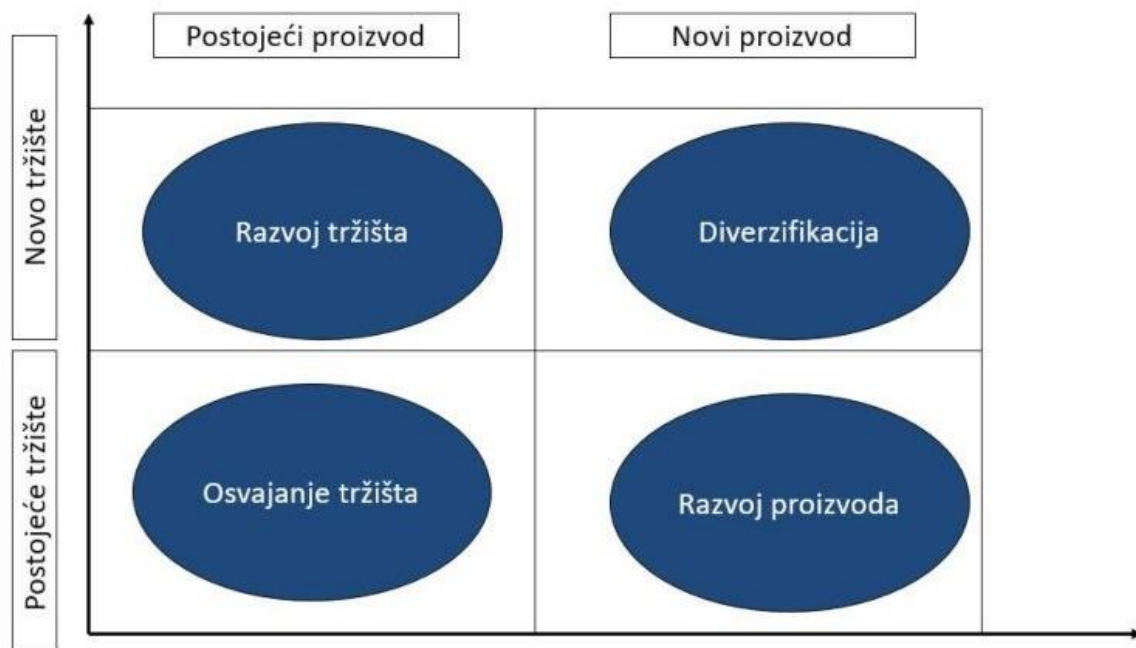 Postojeći proizvod
Novi proizvod
Novo tržište
Razvoj tržišta
Diverzifikacija
Postojeće tržište
Osvajanje tržišta
Razvoj proizvoda